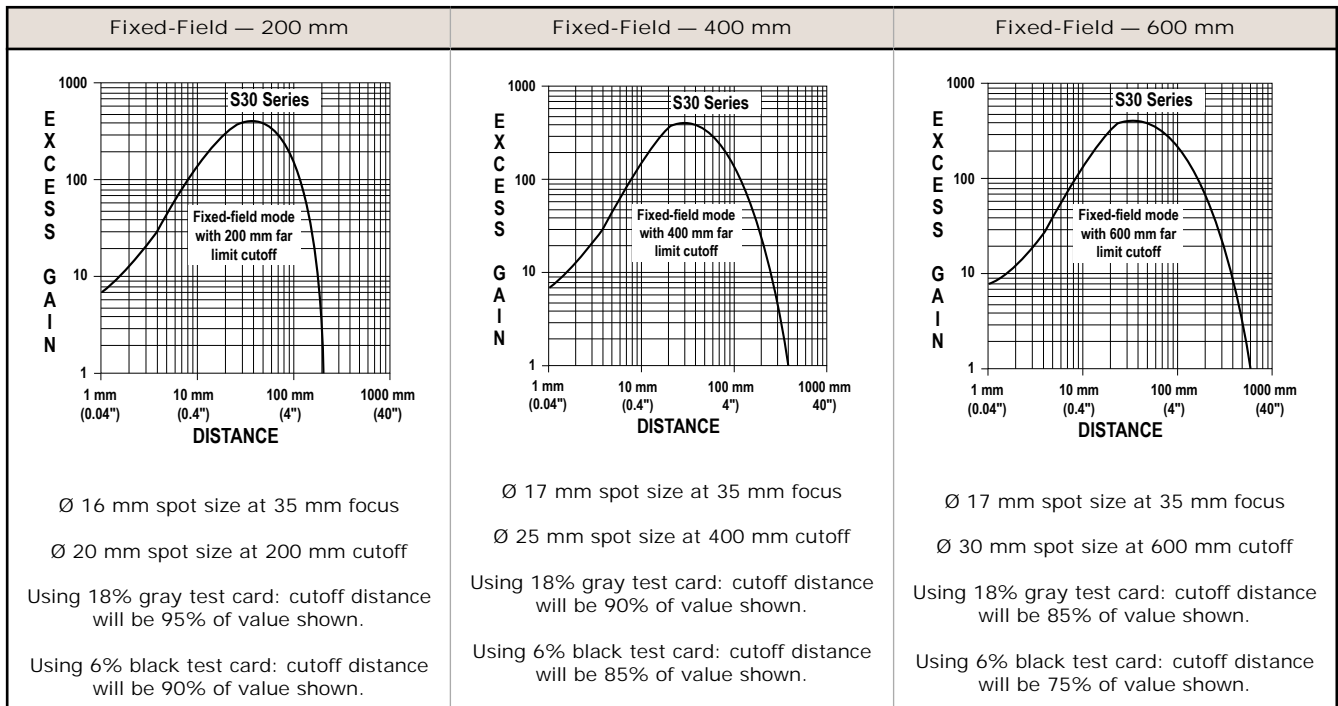 Fixed-Field — 200 mm
1000
100
10
1
EXCESS GAIN
S30 Series
Fixed-field mode
with 200 mm far
limit cutoff
1 mm
(0.04")
10 mm
(0.4")
100 mm
(4")
1000 mm
(40")
DISTANCE
Ø 16 mm spot size at 35 mm focus
Ø 20 mm spot size at 200 mm cutoff
Using 18% gray test card: cutoff distance
will be 95% of value shown.
Using 6% black test card: cutoff distance
will be 90% of value shown.
Fixed-Field — 400 mm
1000
100
10
1
EXCESS GAIN
S30 Series
Fixed-field mode
with 400 mm far
limit cutoff
1 mm
(0.04")
10 mm
(0.4")
100 mm
4")
1000 mm
40")
DISTANCE
Ø 17 mm spot size at 35 mm focus
Ø 25 mm spot size at 400 mm cutoff
Using 18% gray test card: cutoff distance
will be 90% of value shown.
Using 6% black test card: cutoff distance
will be 85% of value shown.
Fixed-Field — 600 mm
1000
100
10
1
EXCESS GAIN
S30 Series
Fixed-field mode
with 600 mm far
limit cutoff
1 mm
(0.04")
10 mm
(0.4")
100 mm
(4")
1000 mm
(40")
DISTANCE
Ø 17 mm spot size at 35 mm focus
Ø 30 mm spot size at 600 mm cutoff
Using 18% gray test card: cutoff distance
will be 85% of value shown.
Using 6% black test card: cutoff distance
will be 75% of value shown.